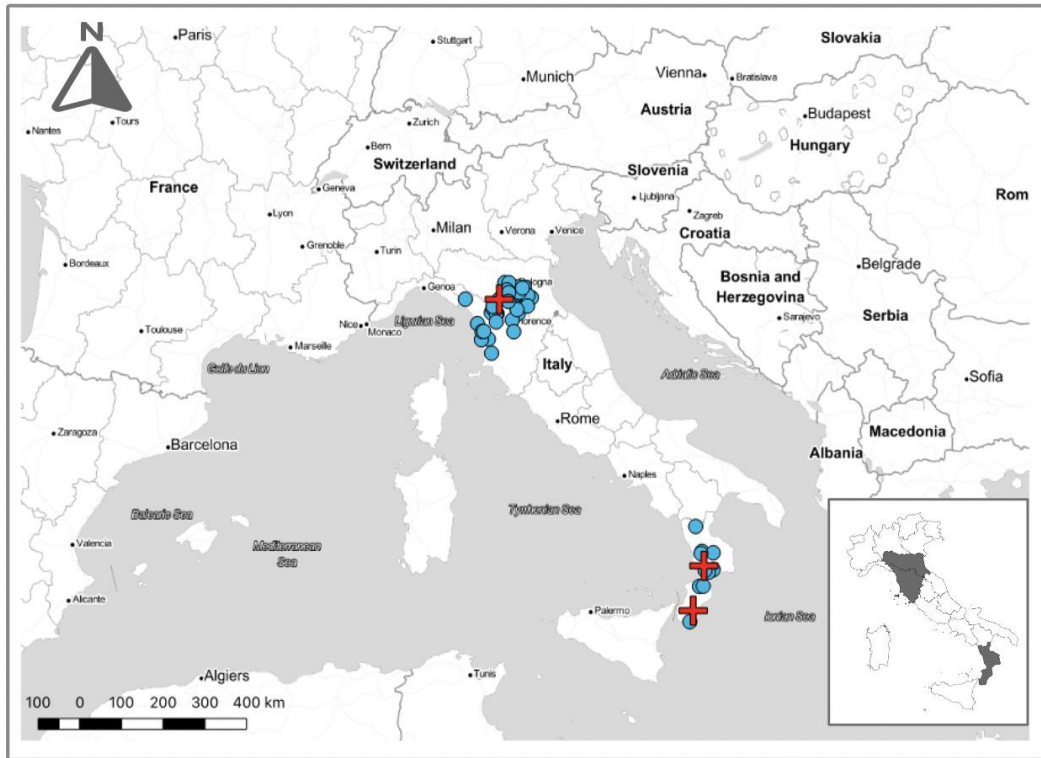 N
Paris
Stuttgart
Slovakia
Munich
Vienna
Bratislava
Austria
Tours
Nantes
Zurich
Budapest
Bern
Hungary
Switzerland
Slovenia
France
Geneva
Ljubljana
Rom
Lyon
Zagreb
Milan
Verona
Venice
Croatia
Grenoble
Turin
Bordeaux
Belgrade
Bosnia and
Herzegovina
Genoa
Sarajevo
Serbia
Ligurian Sea
Nice
Monaco
Toulouse
Marseille
Golfe du Lion
Italy
Adriatic Sea
Sofia
Rome
Zaragoza
Barcelona
Macedonia
Albania
Naples
Tyrrhenian Sea
Balearic Sea
Valencia
Mediterranean
Sea
Alicante
Palermo
Ionian Sea
Algiers
Tunis
100 0 100 200 300 400 km